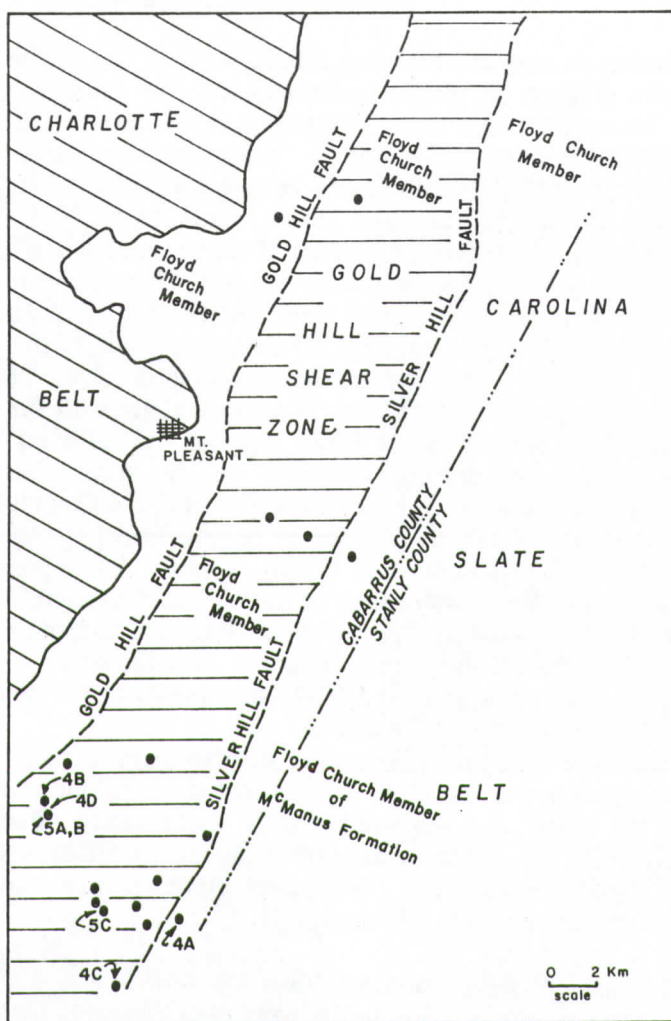 CHARLOTTE
Floyd Church
Member
GOLD HILL FAULT
Floyd
Church
Member
Floyd
Church
Member
FAULT
GOLD
CAROLINA
HILL
HILL
SHEAR
SILVER
BELT
ZONE
MT.
PLEASANT
CABARRUS COUNTY
STANLY COUNTY
SLATE
Floyd
Church
Member
GOLD HILL FAULT
SILVER HILL FAULT
Floyd Church Member
of
McManus Formation
BELT
4B
4D
5A,B
5C
4A
4C
0 2 Km
scale